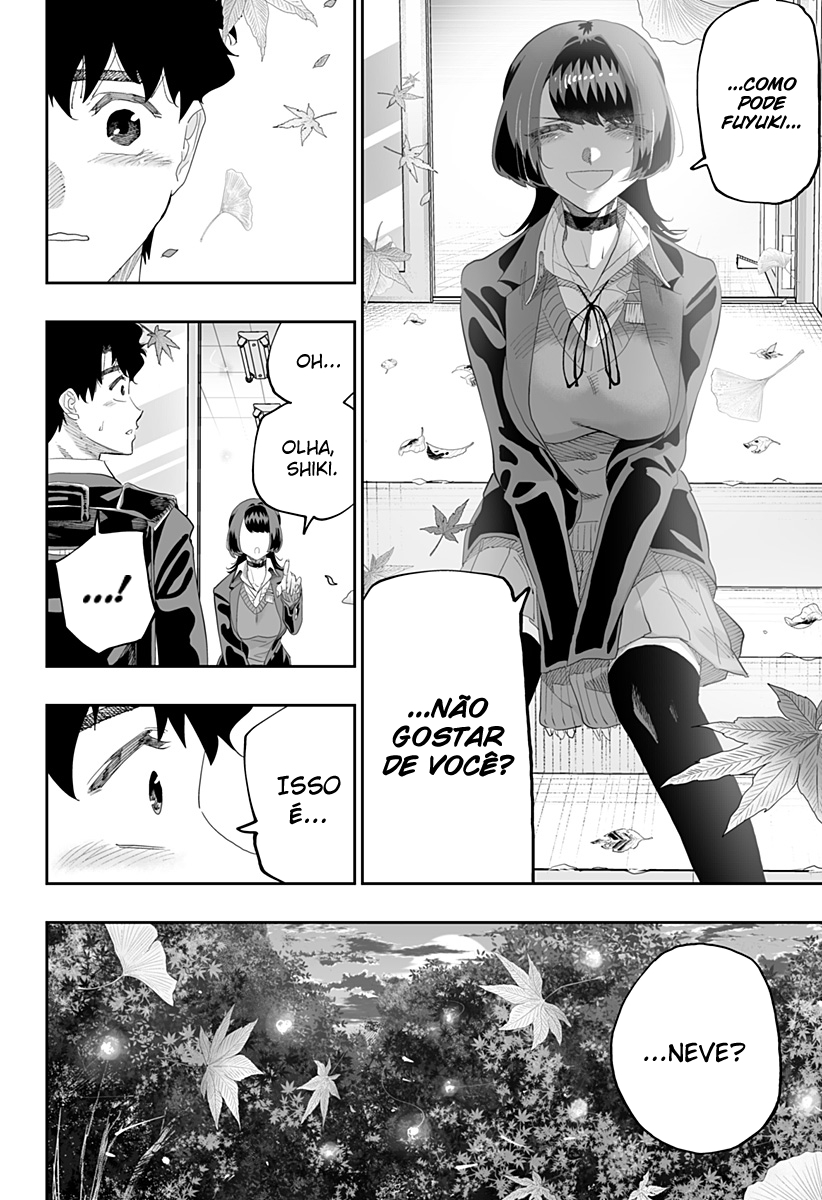 ...COMO
PODE
FUYUKI...
...NÃO
GOSTAR
DE VOCÊ?
OH...
OLHA,
SHIKI.
....!
ISSO
É...
...NEVE?